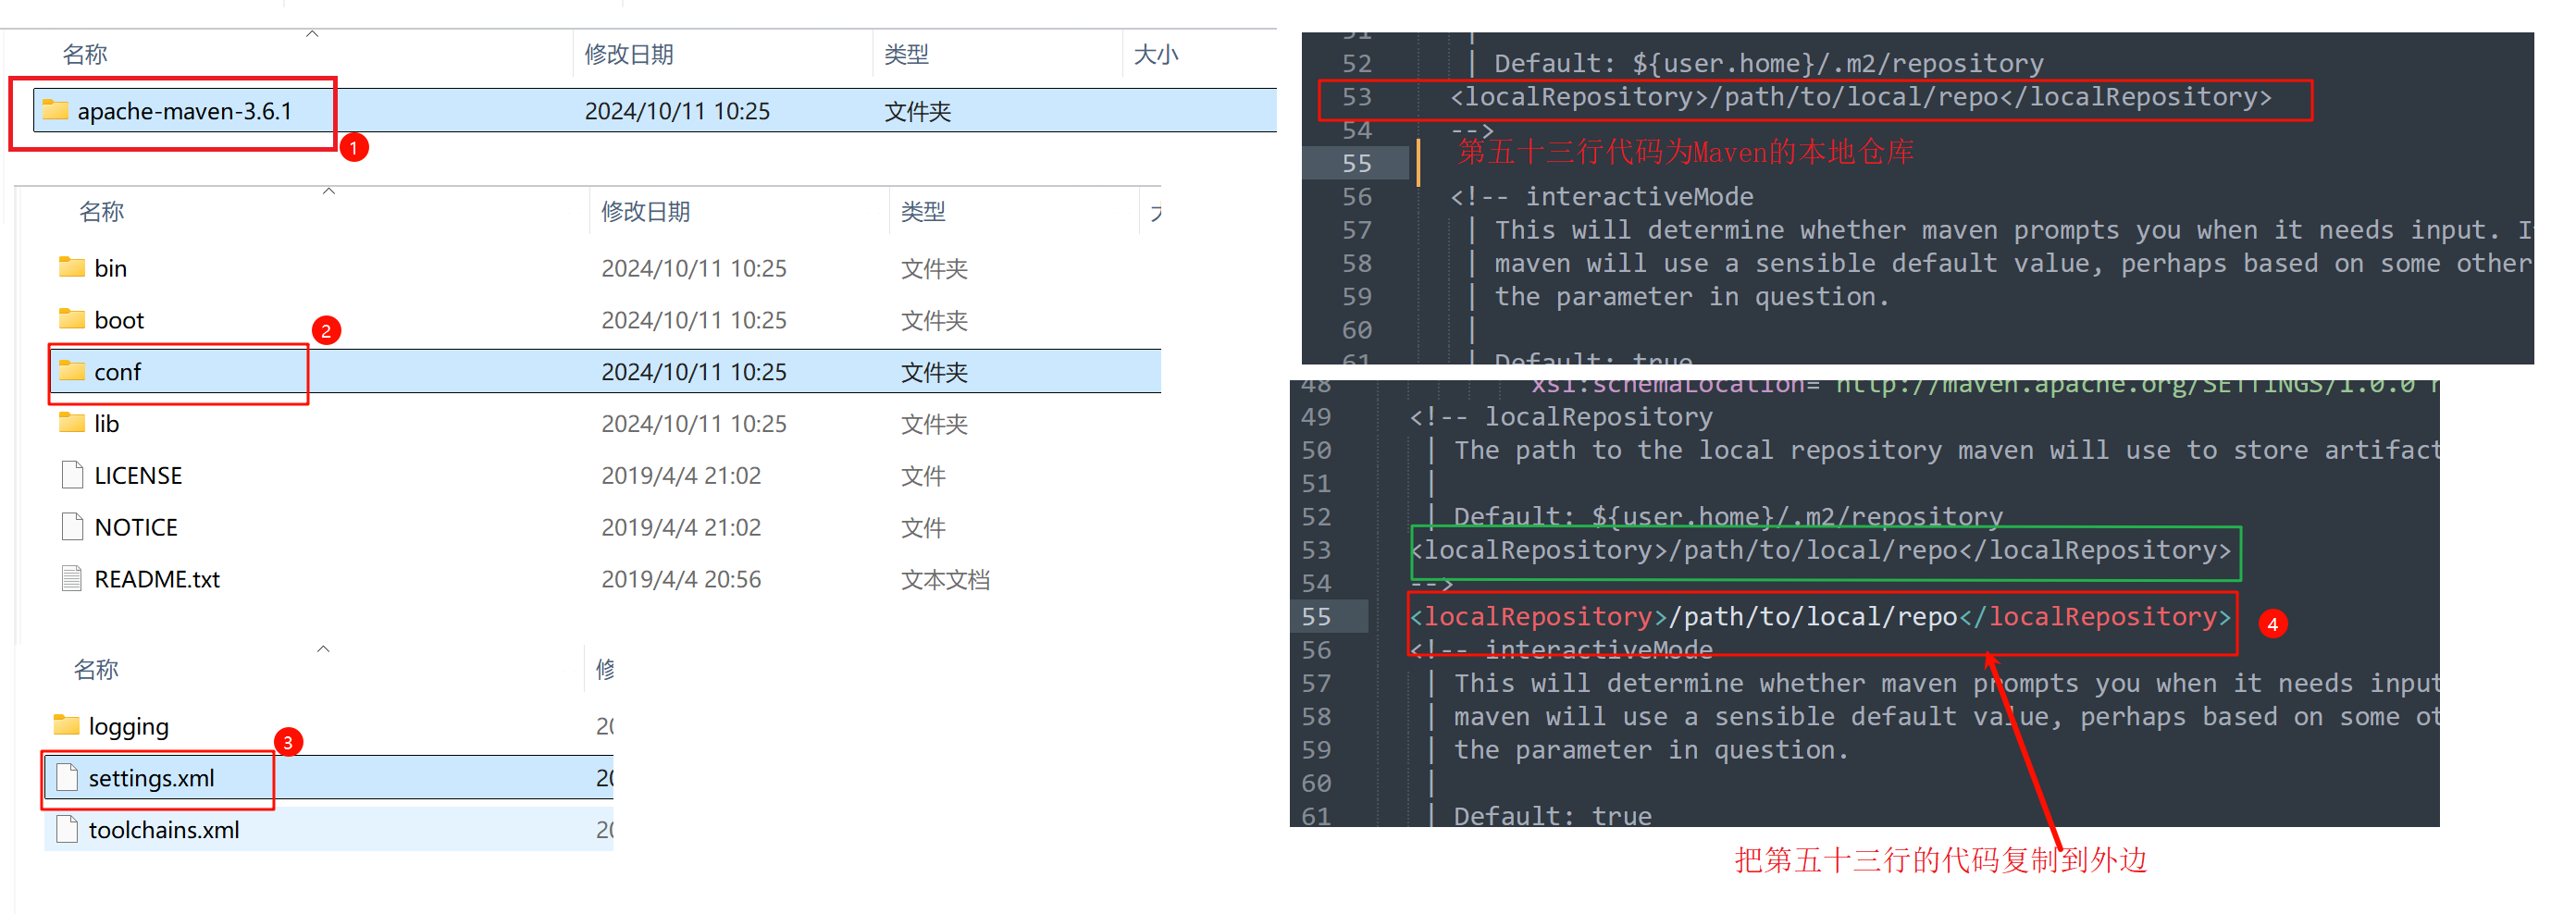 名称 修改日期 类型 大小
apache-maven-3.6.1 2024/10/11 10:25 文件夹
1
名称 修改日期 类型
bin 2024/10/11 10:25 文件夹
boot 2024/10/11 10:25 文件夹
2
conf 2024/10/11 10:25 文件夹
lib 2024/10/11 10:25 文件夹
LICENSE 2019/4/4 21:02 文件
NOTICE 2019/4/4 21:02 文件
README.txt 2019/4/4 20:56 文本文档
名称 修
logging 20
3
settings.xml 20
toolchains.xml 20
51 |
52 | Default: ${user.home}/.m2/repository
53 <localRepository>/path/to/local/repo</localRepository>
54 -->
第五十三行代码为Maven的本地仓库
55
56 <!-- interactiveMode
57 | This will determine whether maven prompts you when it needs input. I
58 | maven will use a sensible default value, perhaps based on some other
59 | the parameter in question.
60 |
61 | Default: true
48 xsi:schemaLocation="http://maven.apache.org/SETTINGS/1.0.0
49 <!-- localRepository
50 | The path to the local repository maven will use to store artifact
51 |
52 | Default: ${user.home}/.m2/repository
53 <localRepository>/path/to/local/repo</localRepository>
54 -->
55 <localRepository>/path/to/local/repo</localRepository>
4
56 <!-- interactiveMode
57 | This will determine whether maven prompts you when it needs input
58 | maven will use a sensible default value, perhaps based on some ot
59 | the parameter in question.
60 |
61 | Default: true
把第五十三行的代码复制到外边